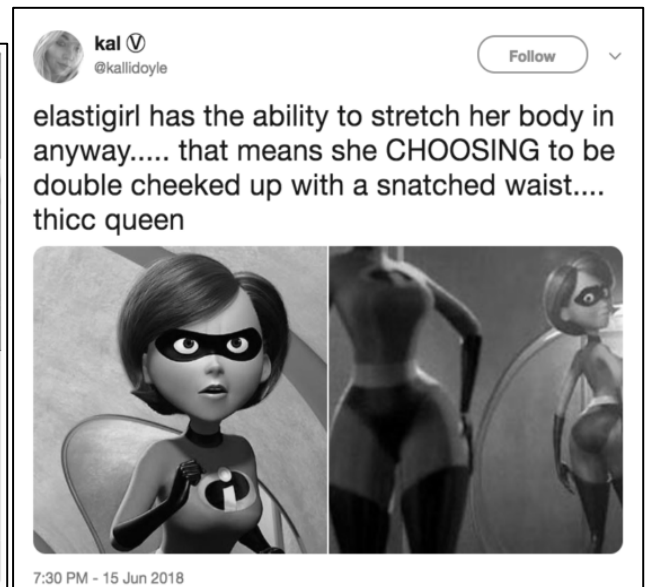 kal Ⓥ
@kallidoyle
Follow
elastigirl has the ability to stretch her body in
anyway..... that means she CHOOSING to be
double cheeked up with a snatched waist....
thicc queen
i
7:30 PM - 15 Jun 2018